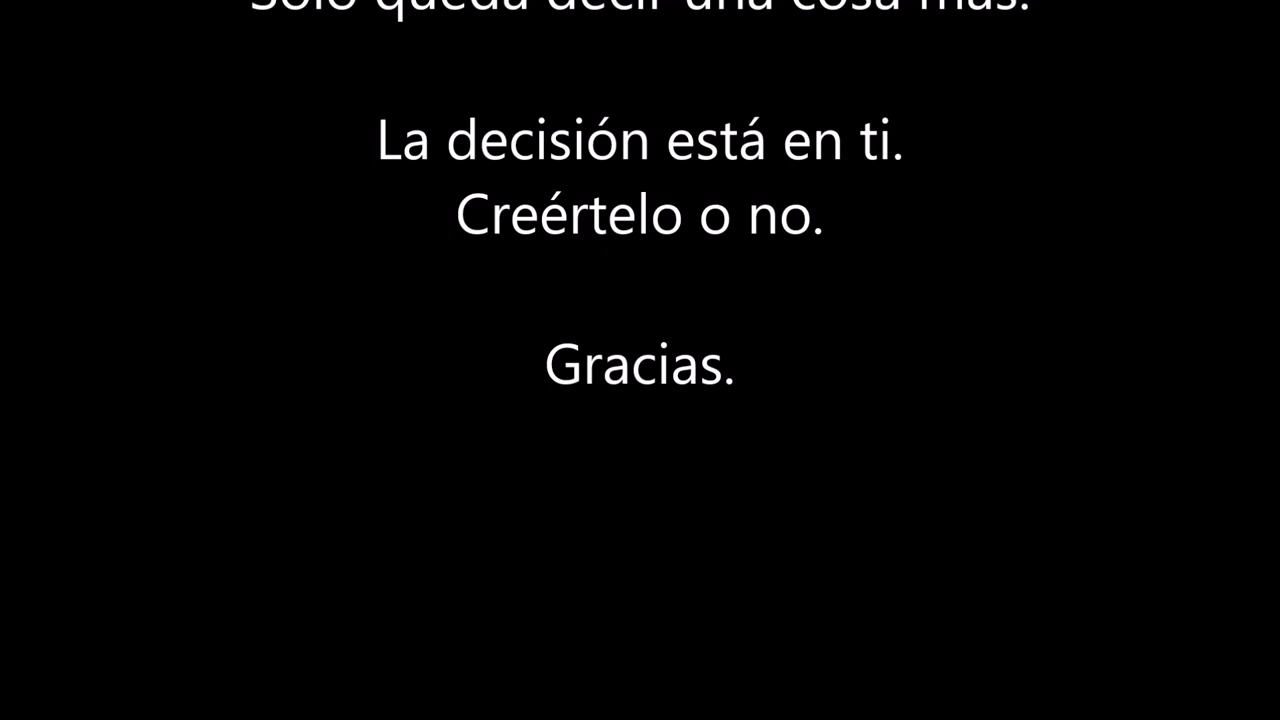 Solo queda decir una cosa más.
La decisión está en ti.
Creértelo o no.
Gracias.